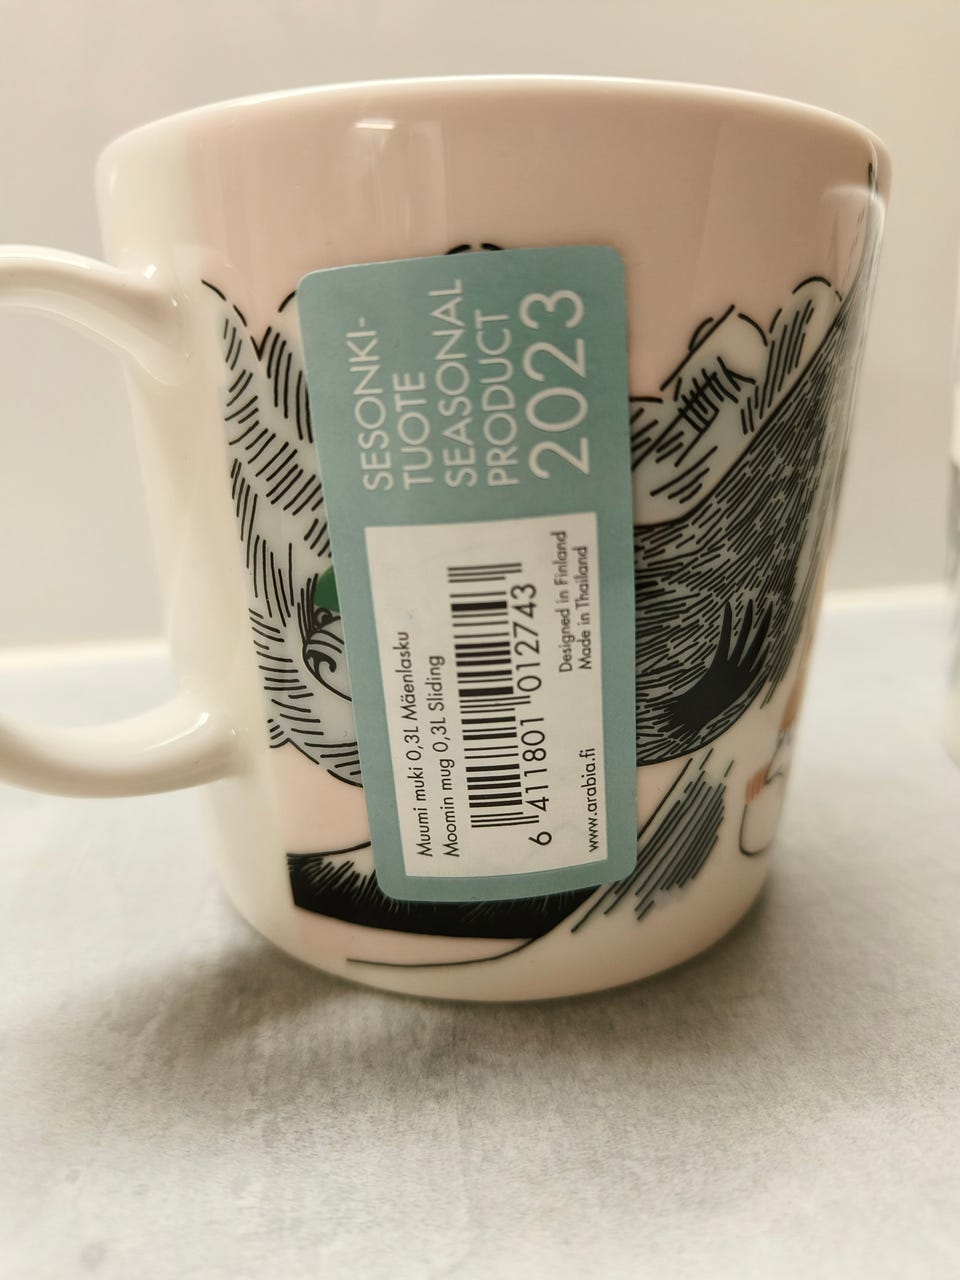 SESONKI-
TUOTE
SEASONAL
PRODUCT
2023
Muumi muki 0,3L Mäenlasku
Moomin mug 0,3L Sliding
6 411801 012743
Designed in Finland
Made in Thailand
www.arabia.fi